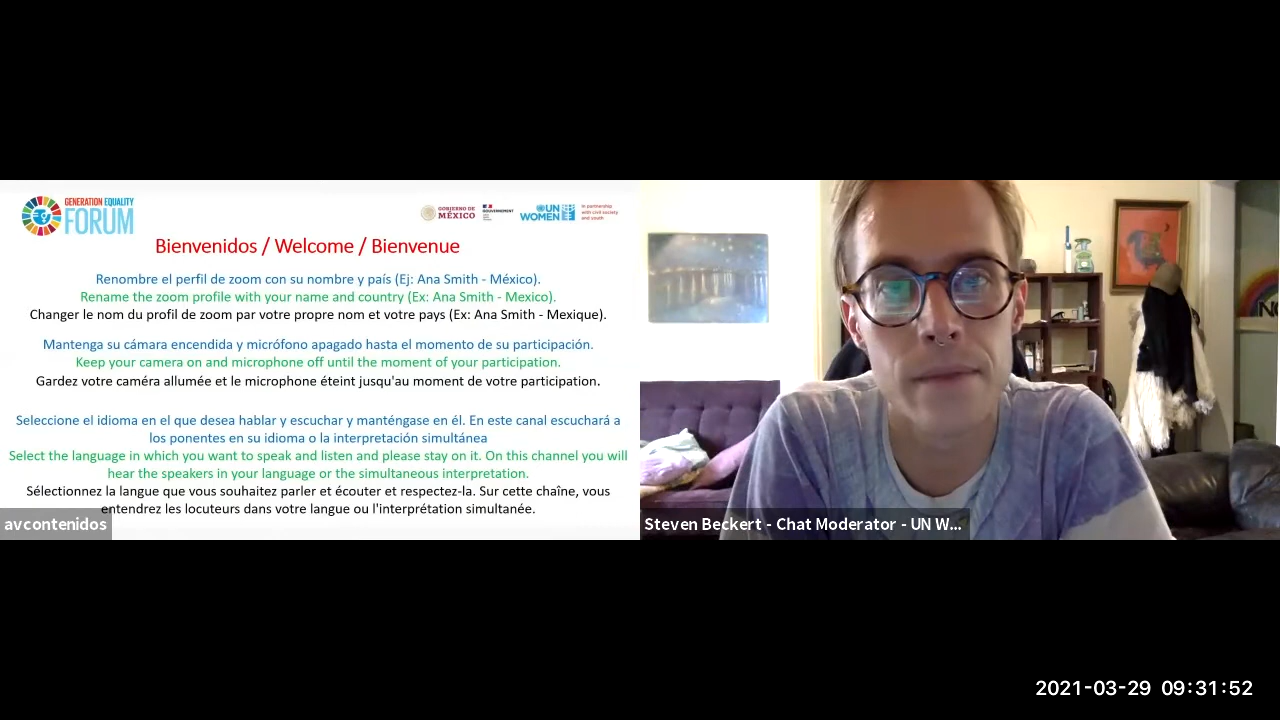 GENERATION EQUALITY
FORUM
GOBIERNO DE
MÉXICO
GOUVERNEMENT
UN
WOMEN
In partnership
with civil society
and youth
Bienvenidos / Welcome / Bienvenue
Renombre el perfil de zoom con su nombre y país (Ej: Ana Smith - México).
Rename the zoom profile with your name and country (Ex: Ana Smith - Mexico).
Changer le nom du profil de zoom par votre propre nom et votre pays (Ex: Ana Smith - Mexique).
Mantenga su cámara encendida y micrófono apagado hasta el momento de su participación.
Keep your camera on and microphone off until the moment of your participation.
Gardez votre caméra allumée et le microphone éteint jusqu'au moment de votre participation.
Seleccione el idioma en el que desea hablar y escuchar y manténgase en él. En este canal escuchará a
los ponentes en su idioma o la interpretación simultánea
Select the language in which you want to speak and listen and please stay on it. On this channel you will
hear the speakers in your language or the simultaneous interpretation.
Sélectionnez la langue que vous souhaitez parler et écouter et respectez-la. Sur cette chaîne, vous
entendrez les locuteurs dans votre langue ou l'interprétation simultanée.
avcontenidos
Steven Beckert - Chat Moderator - UN W...
2021-03-29 09:31:52